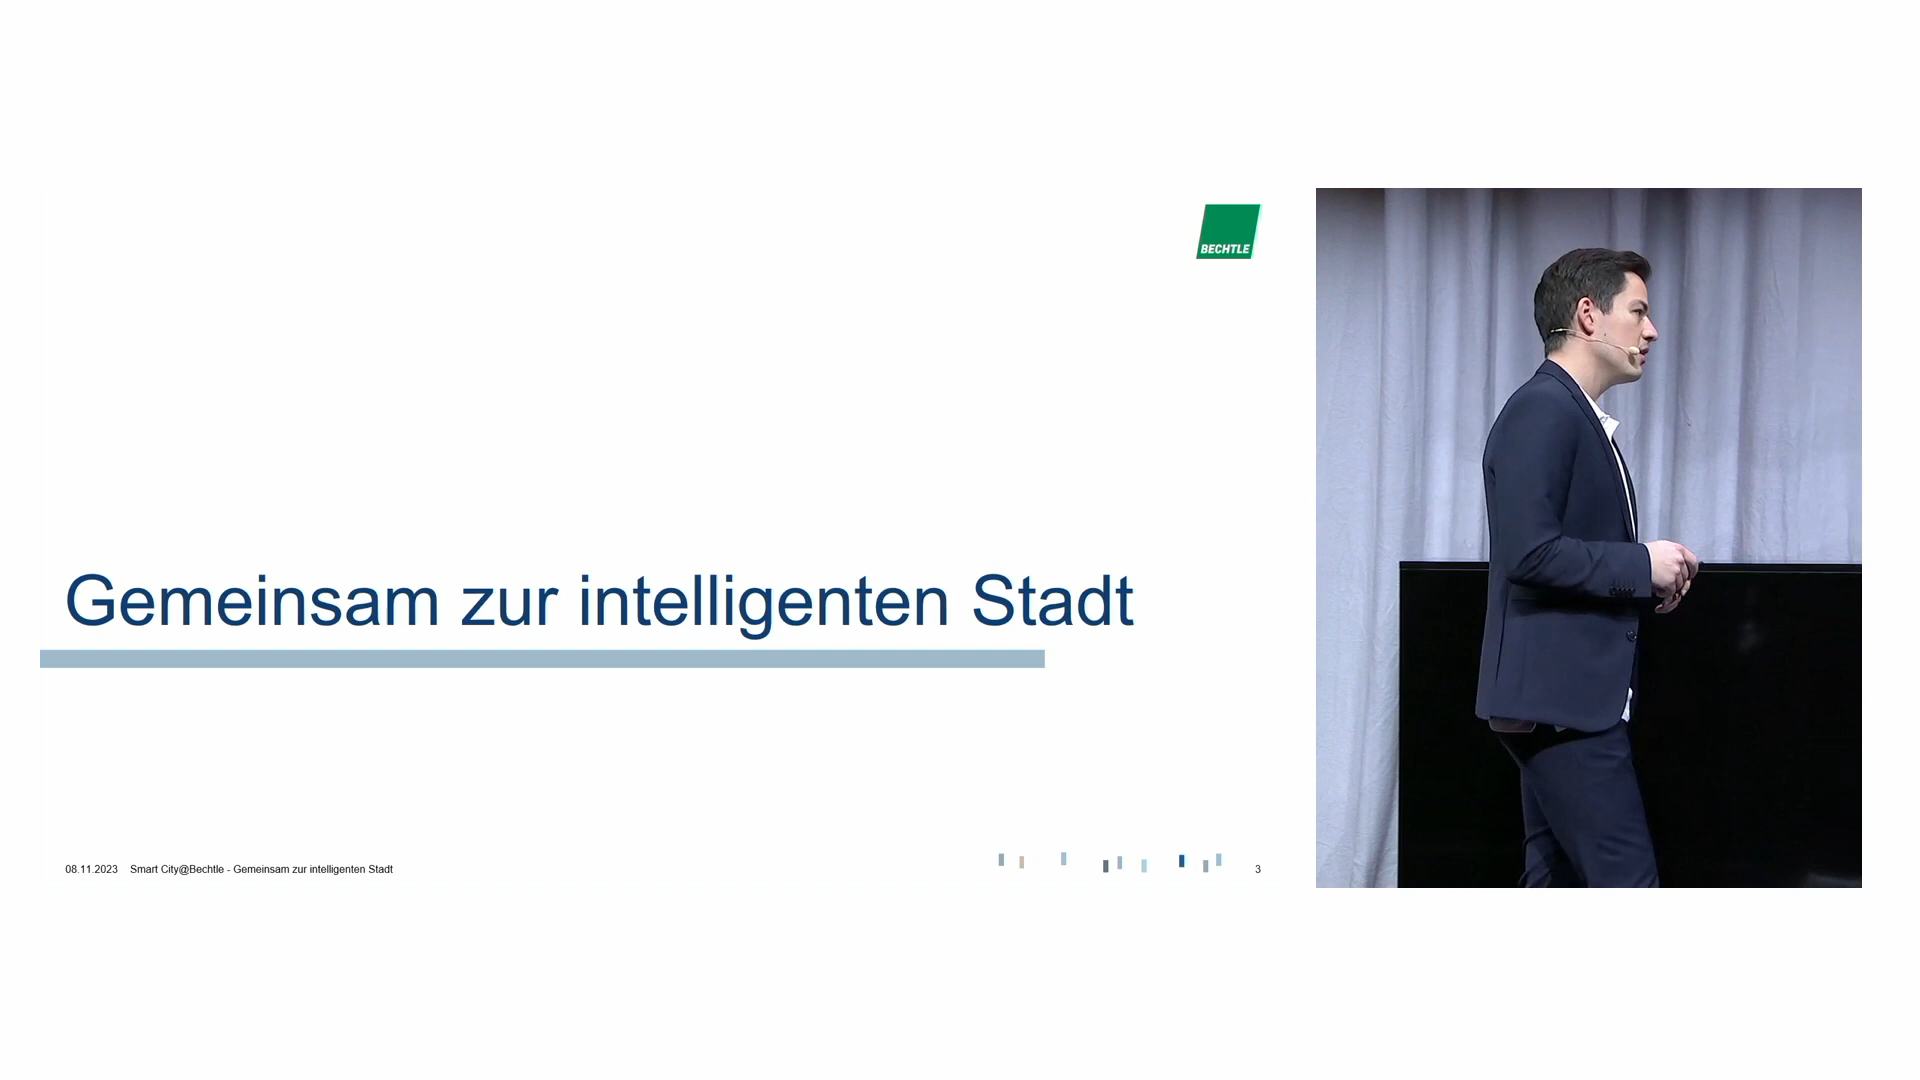 BECHTLE
Gemeinsam zur intelligenten Stadt
08.11.2023 Smart City@Bechtle - Gemeinsam zur intelligenten Stadt
3